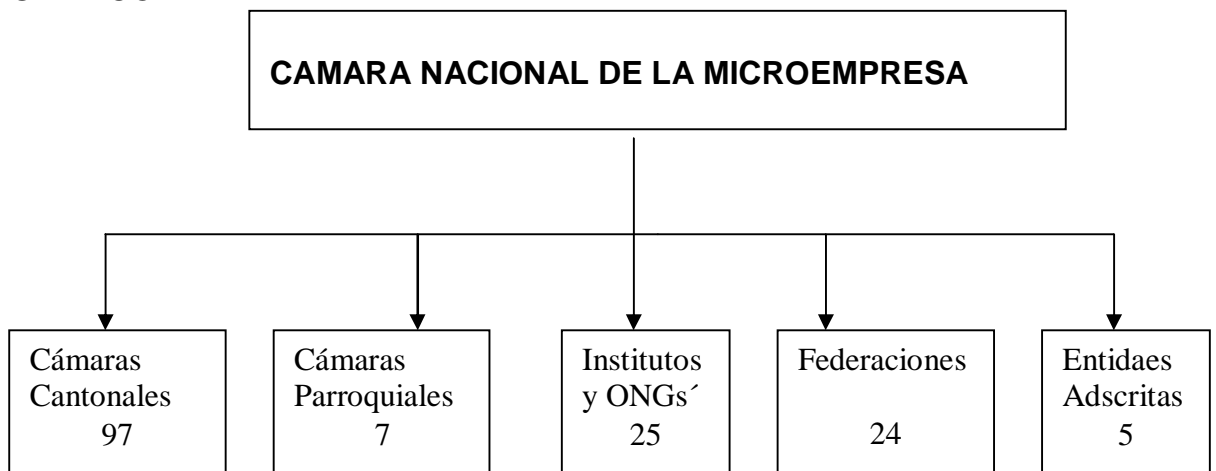 CAMARA NACIONAL DE LA MICROEMPRESA
Cámaras
Cantonales
97
Cámaras
Parroquiales
7
Institutos
y ONGs´
25
Federaciones
24
Entidaes
Adscritas
5